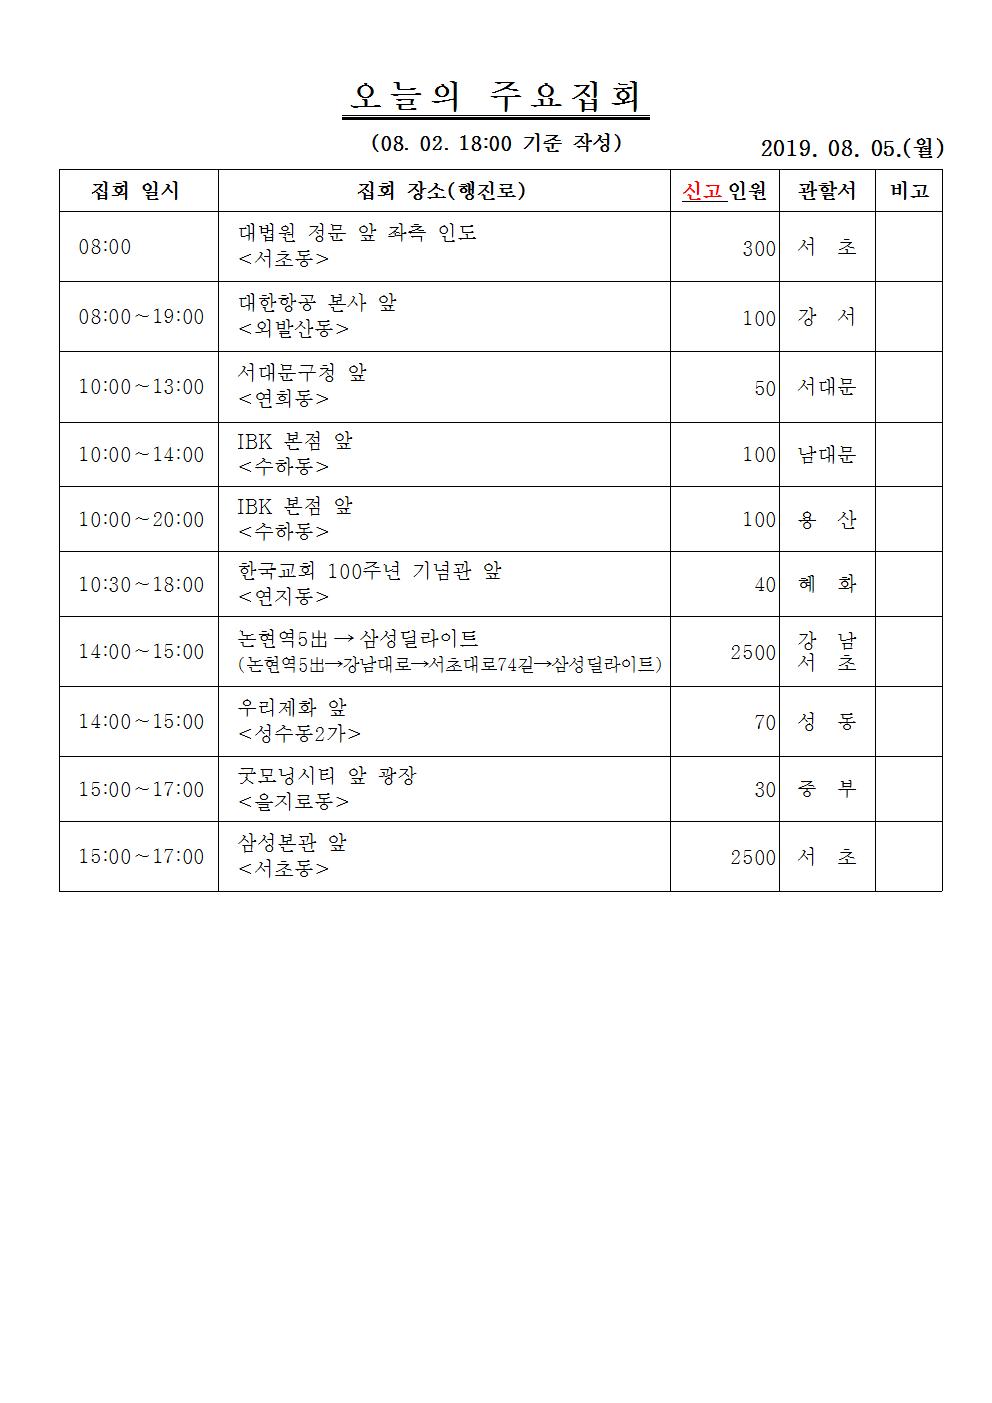 오늘의 주요집회
(08. 02. 18:00 기준 작성)
2019. 08. 05.(월)
집회 일시 집회 장소(행진로) 신고인원 관할서 비고
08:00 대법원 정문 앞 좌측 인도
<서초동> 300 서 초
08:00~19:00 대한항공 본사 앞
<외발산동> 100 강 서
10:00~13:00 서대문구청 앞
<연희동> 50 서대문
10:00~14:00 IBK 본점 앞
<수하동> 100 남대문
10:00~20:00 IBK 본점 앞
<수하동> 100 용 산
10:30~18:00 한국교회 100주년 기념관 앞
<연지동> 40 혜 화
14:00~15:00 논현역5出 → 삼성딜라이트
(논현역5出→강남대로→서초대로74길→삼성딜라이트) 2500 강 남
서 초
14:00~15:00 우리제화 앞
<성수동2가> 70 성 동
15:00~17:00 굿모닝시티 앞 광장
<을지로동> 30 중 부
15:00~17:00 삼성본관 앞
<서초동> 2500 서 초